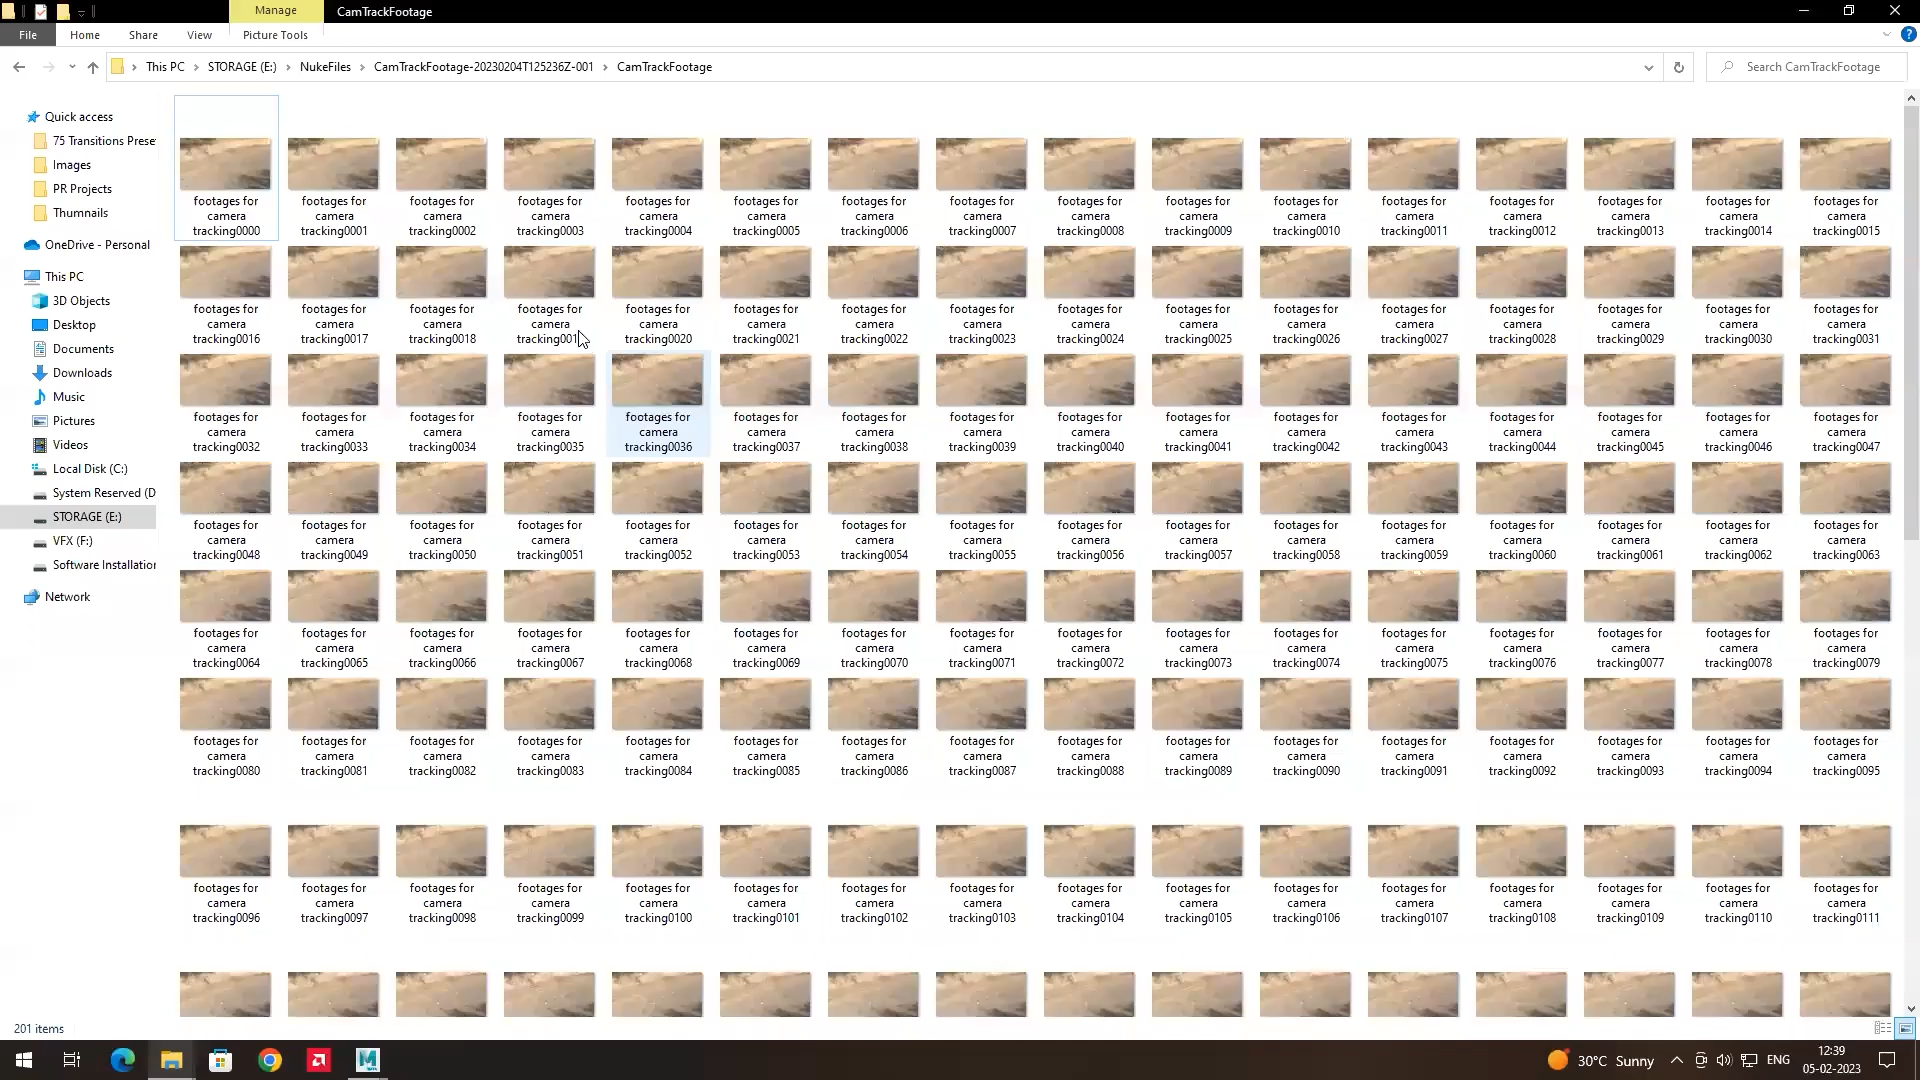 Manage
CamTrackFootage
File
Home
Share
View
Picture Tools
This PC
STORAGE (E:)
NukeFiles
CamTrackFootage-20230204T125236Z-001
CamTrackFootage
Search CamTrackFootage
Quick access
75 Transitions Prese
Images
PR Projects
Thumnails
OneDrive - Personal
This PC
3D Objects
Desktop
Documents
Downloads
Music
Pictures
Videos
Local Disk (C:)
System Reserved (D
STORAGE (E:)
VFX (F:)
Software Installation
Network
footages for camera tracking0000
footages for camera tracking0001
footages for camera tracking0002
footages for camera tracking0003
footages for camera tracking0004
footages for camera tracking0005
footages for camera tracking0006
footages for camera tracking0007
footages for camera tracking0008
footages for camera tracking0009
footages for camera tracking0010
footages for camera tracking0011
footages for camera tracking0012
footages for camera tracking0013
footages for camera tracking0014
footages for camera tracking0015
footages for camera tracking0016
footages for camera tracking0017
footages for camera tracking0018
footages for camera tracking001
footages for camera tracking0020
footages for camera tracking0021
footages for camera tracking0022
footages for camera tracking0023
footages for camera tracking0024
footages for camera tracking0025
footages for camera tracking0026
footages for camera tracking0027
footages for camera tracking0028
footages for camera tracking0029
footages for camera tracking0030
footages for camera tracking0031
footages for camera tracking0032
footages for camera tracking0033
footages for camera tracking0034
footages for camera tracking0035
footages for camera tracking0036
footages for camera tracking0037
footages for camera tracking0038
footages for camera tracking0039
footages for camera tracking0040
footages for camera tracking0041
footages for camera tracking0042
footages for camera tracking0043
footages for camera tracking0044
footages for camera tracking0045
footages for camera tracking0046
footages for camera tracking0047
footages for camera tracking0048
footages for camera tracking0049
footages for camera tracking0050
footages for camera tracking0051
footages for camera tracking0052
footages for camera tracking0053
footages for camera tracking0054
footages for camera tracking0055
footages for camera tracking0056
footages for camera tracking0057
footages for camera tracking0058
footages for camera tracking0059
footages for camera tracking0060
footages for camera tracking0061
footages for camera tracking0062
footages for camera tracking0063
footages for camera tracking0064
footages for camera tracking0065
footages for camera tracking0066
footages for camera tracking0067
footages for camera tracking0068
footages for camera tracking0069
footages for camera tracking0070
footages for camera tracking0071
footages for camera tracking0072
footages for camera tracking0073
footages for camera tracking0074
footages for camera tracking0075
footages for camera tracking0076
footages for camera tracking0077
footages for camera tracking0078
footages for camera tracking0079
footages for camera tracking0080
footages for camera tracking0081
footages for camera tracking0082
footages for camera tracking0083
footages for camera tracking0084
footages for camera tracking0085
footages for camera tracking0086
footages for camera tracking0087
footages for camera tracking0088
footages for camera tracking0089
footages for camera tracking0090
footages for camera tracking0091
footages for camera tracking0092
footages for camera tracking0093
footages for camera tracking0094
footages for camera tracking0095
footages for camera tracking0096
footages for camera tracking0097
footages for camera tracking0098
footages for camera tracking0099
footages for camera tracking0100
footages for camera tracking0101
footages for camera tracking0102
footages for camera tracking0103
footages for camera tracking0104
footages for camera tracking0105
footages for camera tracking0106
footages for camera tracking0107
footages for camera tracking0108
footages for camera tracking0109
footages for camera tracking0110
footages for camera tracking0111
201 items
30°C Sunny
ENG
12:39
05-02-2023